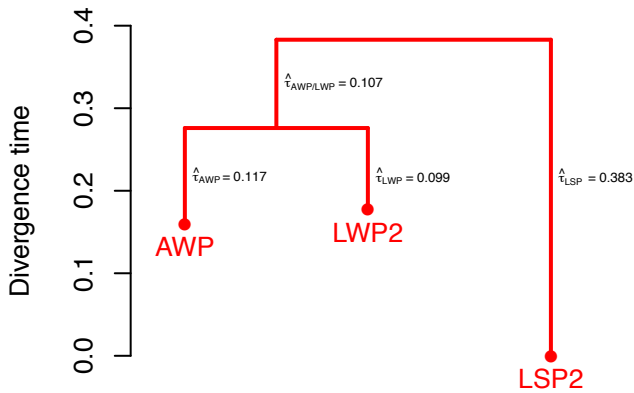 0.4
0.3
0.2
0.1
0.0
Divergence time
τ̂AWP/LWP = 0.107
τ̂AWP = 0.117
τ̂LWP = 0.099
τ̂LSP = 0.383
AWP
LWP2
LSP2